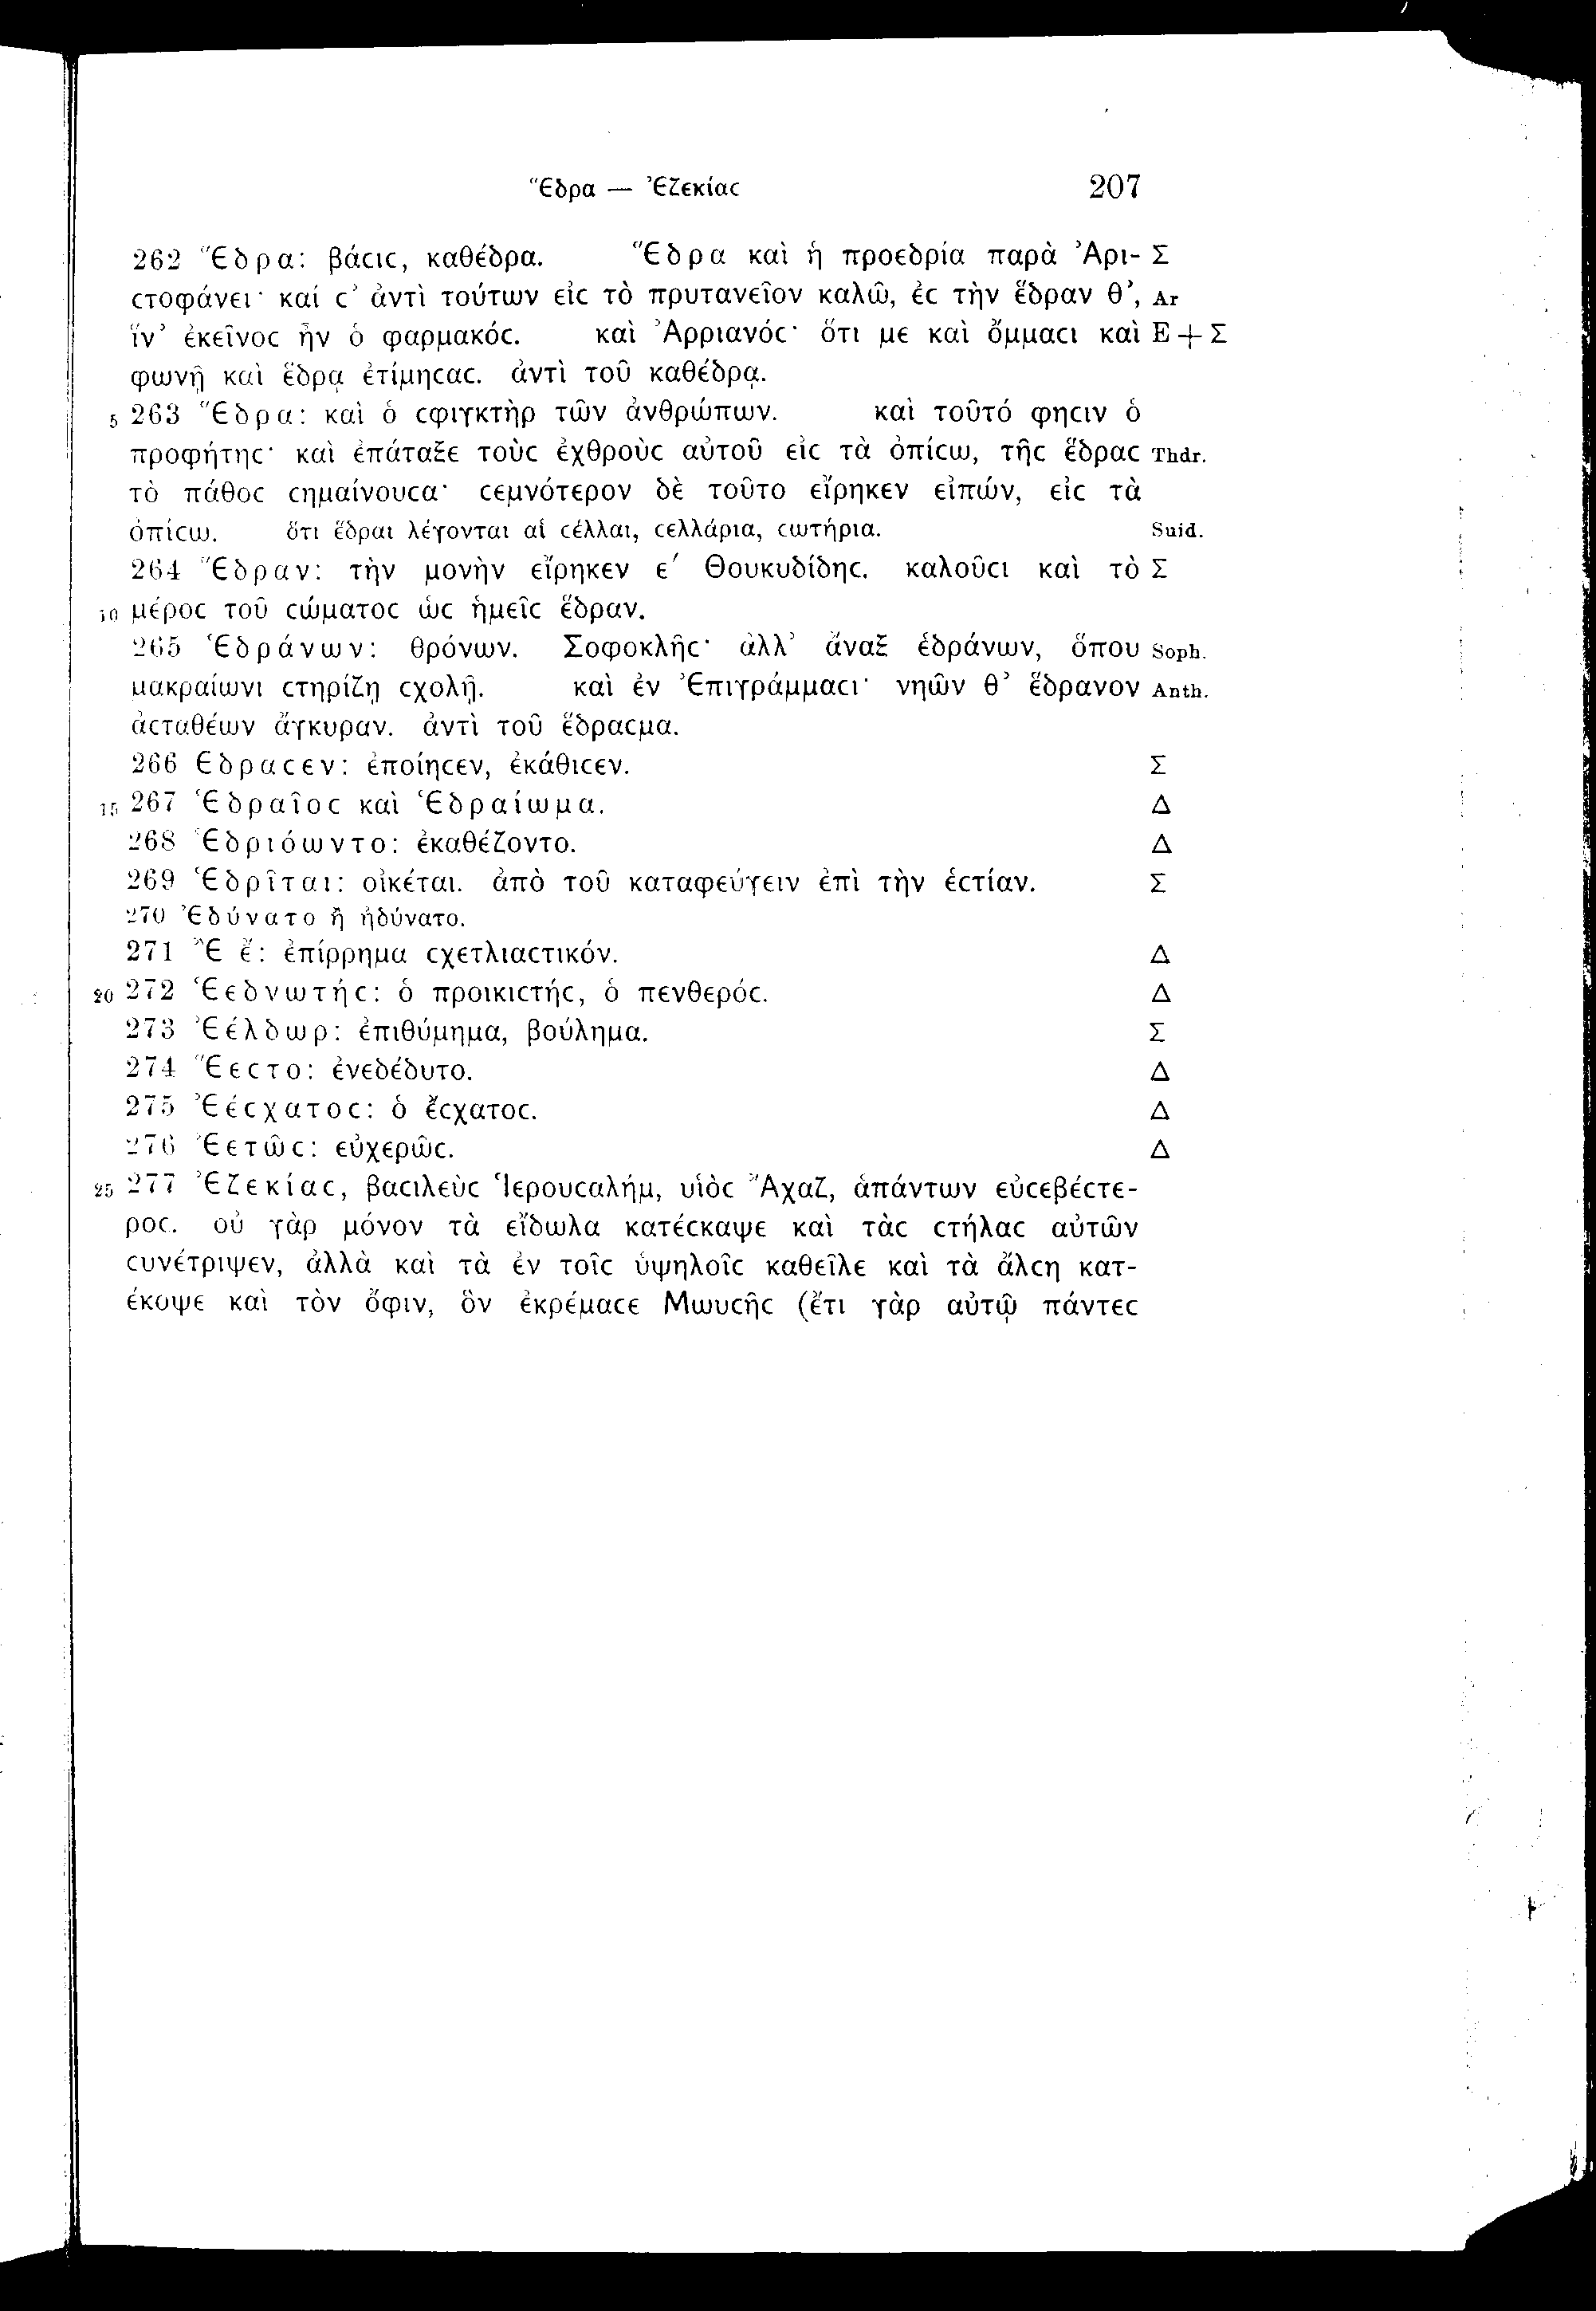 Ἕδρα — Ἐζεκίαϲ 207
262 Ἕδρα: βάϲιϲ, καθέδρα. Ἕδρα καὶ ἡ προεδρία παρὰ Ἀρι- Σ
ϲτοφάνει· καί ϲ’ ἀντὶ τούτων εἰϲ τὸ πρυτανεῖον καλῶ, ἐϲ τὴν ἕδραν θ’, Ar
ἵν’ ἐκεῖνοϲ ἦν ὁ φαρμακόϲ. καὶ Ἀρριανόϲ· ὅτι με καὶ ὄμμαϲι καὶ E + Σ
φωνῇ καὶ ἕδρᾳ ἐτίμηϲαϲ. ἀντὶ τοῦ καθέδρᾳ.
5 263 Ἕδρα: καὶ ὁ ϲφιγκτὴρ τῶν ἀνθρώπων. καὶ τοῦτό φηϲιν ὁ
προφήτηϲ· καὶ ἐπάταξε τοὺϲ ἐχθροὺϲ αὐτοῦ εἰϲ τὰ ὀπίϲω, τῆϲ ἕδραϲ Thdr.
τὸ πάθοϲ ϲημαίνουϲα· ϲεμνότερον δὲ τοῦτο εἴρηκεν εἰπών, εἰϲ τὰ
ὀπίϲω. ὅτι ἕδραι λέγονται αἱ ϲέλλαι, ϲελλάρια, ϲωτήρια. Suid.
264 Ἕδραν: τὴν μονὴν εἴρηκεν ε′ Θουκυδίδηϲ. καλοῦϲι καὶ τὸ Σ
10 μέροϲ τοῦ ϲώματοϲ ὡϲ ἡμεῖϲ ἕδραν.
265 Ἑδράνων: θρόνων. Σοφοκλῆϲ· ἀλλ’ ἄναξ ἑδράνων, ὅπου Soph.
μακραίωνι ϲτηρίζῃ ϲχολῇ. καὶ ἐν Ἐπιγράμμαϲι· νηῶν θ’ ἕδρανον Anth.
ἀϲταθέων ἄγκυραν. ἀντὶ τοῦ ἕδραϲμα.
266 Εδραϲεν: ἐποίηϲεν, ἐκάθιϲεν. Σ
15 267 Ἑδραῖοϲ καὶ Ἑδραίωμα. Δ
268 Ἑδριόωντο: ἐκαθέζοντο. Δ
269 Ἑδρῖται: οἰκέται. ἀπὸ τοῦ καταφεύγειν ἐπὶ τὴν ἑϲτίαν. Σ
270 Ἐδύνατο ἢ ἠδύνατο.
271 Ἒ ἔ: ἐπίρρημα ϲχετλιαϲτικόν. Δ
20 272 Ἑεδνωτήϲ: ὁ προικιϲτήϲ, ὁ πενθερόϲ. Δ
273 Ἐέλδωρ: ἐπιθύμημα, βούλημα. Σ
274 Ἕεϲτο: ἐνεδέδυτο. Δ
275 Ἐέϲχατοϲ: ὁ ἔϲχατοϲ. Δ
276 Ἐετῶϲ: εὐχερῶϲ. Δ
25 277 Ἐζεκίαϲ, βαϲιλεὺϲ Ἱερουϲαλήμ, υἱὸϲ Ἄχαζ, ἁπάντων εὐϲεβέϲτε-
ροϲ. οὐ γὰρ μόνον τὰ εἴδωλα κατέϲκαψε καὶ τὰϲ ϲτήλαϲ αὐτῶν
ϲυνέτριψεν, ἀλλὰ καὶ τὰ ἐν τοῖϲ ὑψηλοῖϲ καθεῖλε καὶ τὰ ἄλϲη κατ-
έκοψε καὶ τὸν ὄφιν, ὃν ἐκρέμαϲε Μωυϲῆϲ (ἔτι γὰρ αὐτῷ πάντεϲ